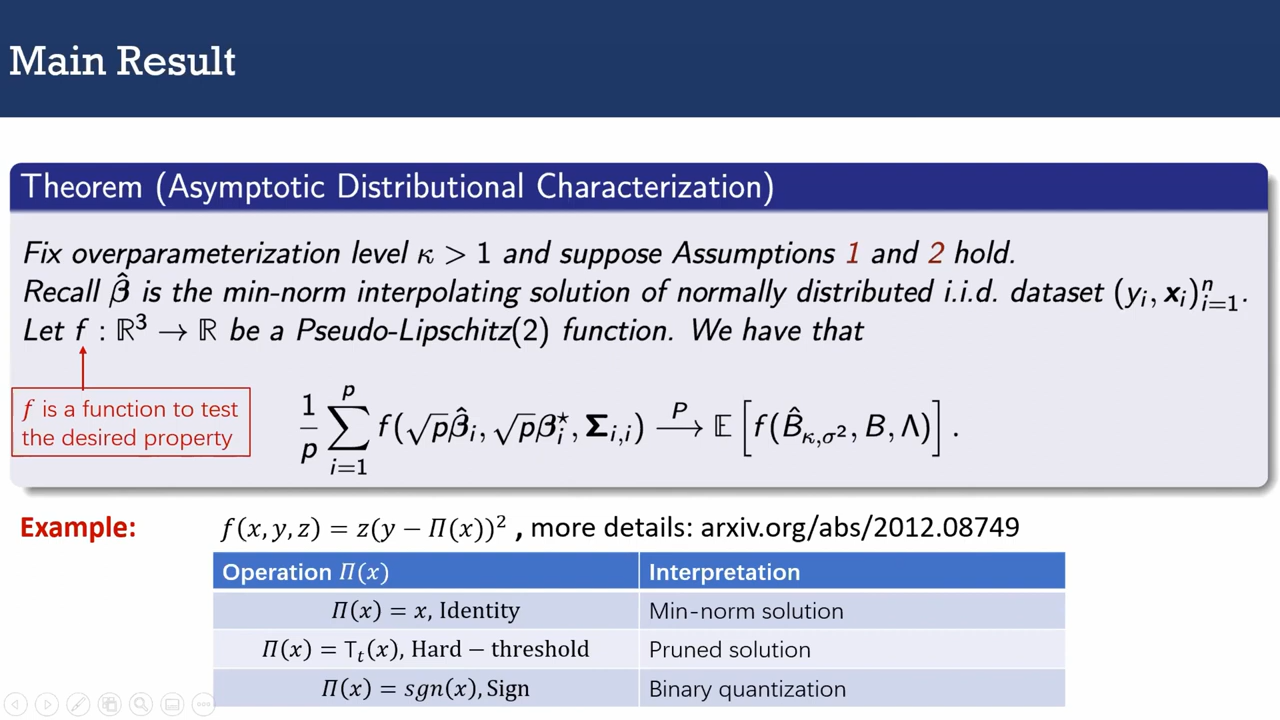 Main Result
Theorem (Asymptotic Distributional Characterization)
Fix overparameterization level κ > 1 and suppose Assumptions 1 and 2 hold.
Recall β̂ is the min-norm interpolating solution of normally distributed i.i.d. dataset (yᵢ, xᵢ)ⁿᵢ₌₁.
Let f : ℝ³ → ℝ be a Pseudo-Lipschitz(2) function. We have that
f is a function to test
the desired property
1/p ∑ᵖᵢ₌₁ f(√pβ̂ᵢ, √pβ⋆ᵢ, Σᵢ,ᵢ) —P→ 𝔼 [f(B̂_{κ,σ²}, B, Λ)] .
Example: f(x, y, z) = z(y − Π(x))² , more details: arxiv.org/abs/2012.08749
Operation Π(x) Interpretation
Π(x) = x, Identity Min-norm solution
Π(x) = Tₜ(x), Hard − threshold Pruned solution
Π(x) = sgn(x), Sign Binary quantization